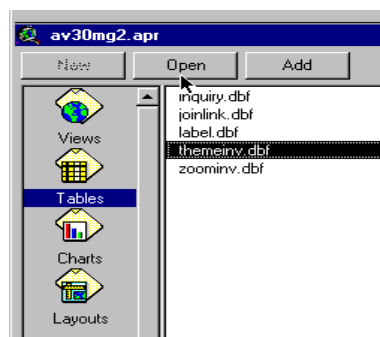 av30mg2.apr
New Open Add
Views
Tables
Charts
Layouts
inquiry.dbf
joinlink.dbf
label.dbf
themeinv.dbf
zoominv.dbf